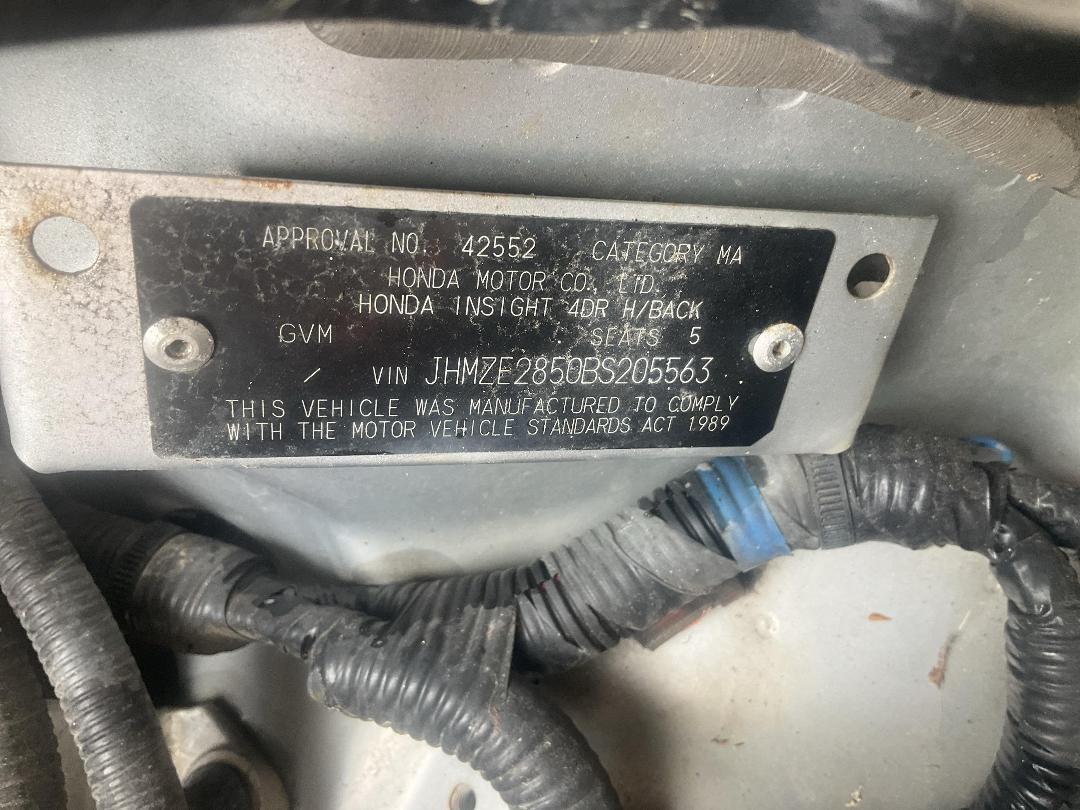 APPROVAL NO. 42552 CATEGORY MA
HONDA MOTOR CO., LTD.
HONDA INSIGHT 4DR H/BACK
GVM SEATS 5
/ VIN JHMZE2850BS205563
THIS VEHICLE WAS MANUFACTURED TO COMPLY
WITH THE MOTOR VEHICLE STANDARDS ACT 1989